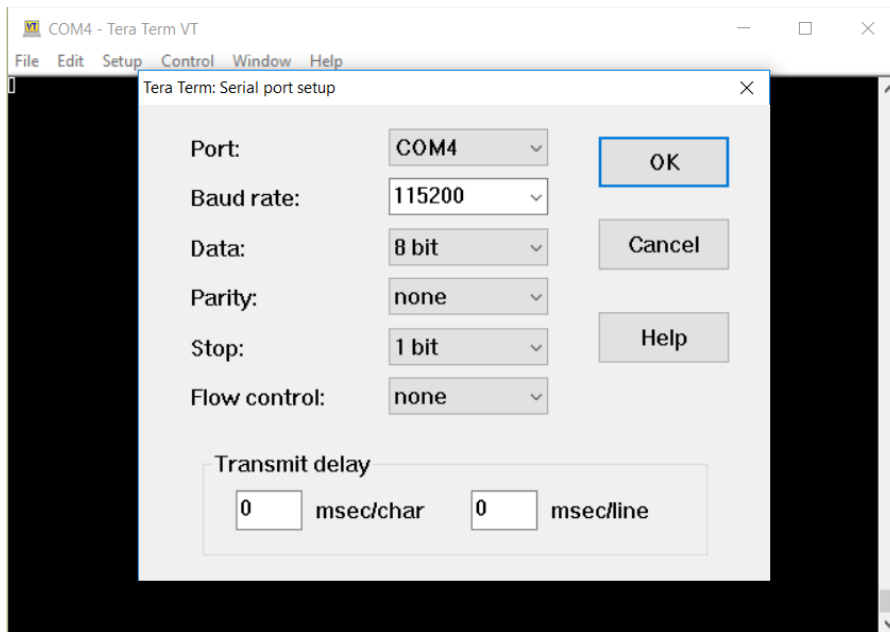 VT
COM4 - Tera Term VT
File Edit Setup Control Window Help
Tera Term: Serial port setup
Port: COM4
OK
Baud rate: 115200
Data: 8 bit
Cancel
Parity: none
Stop: 1 bit
Help
Flow control: none
Transmit delay
0 msec/char 0 msec/line